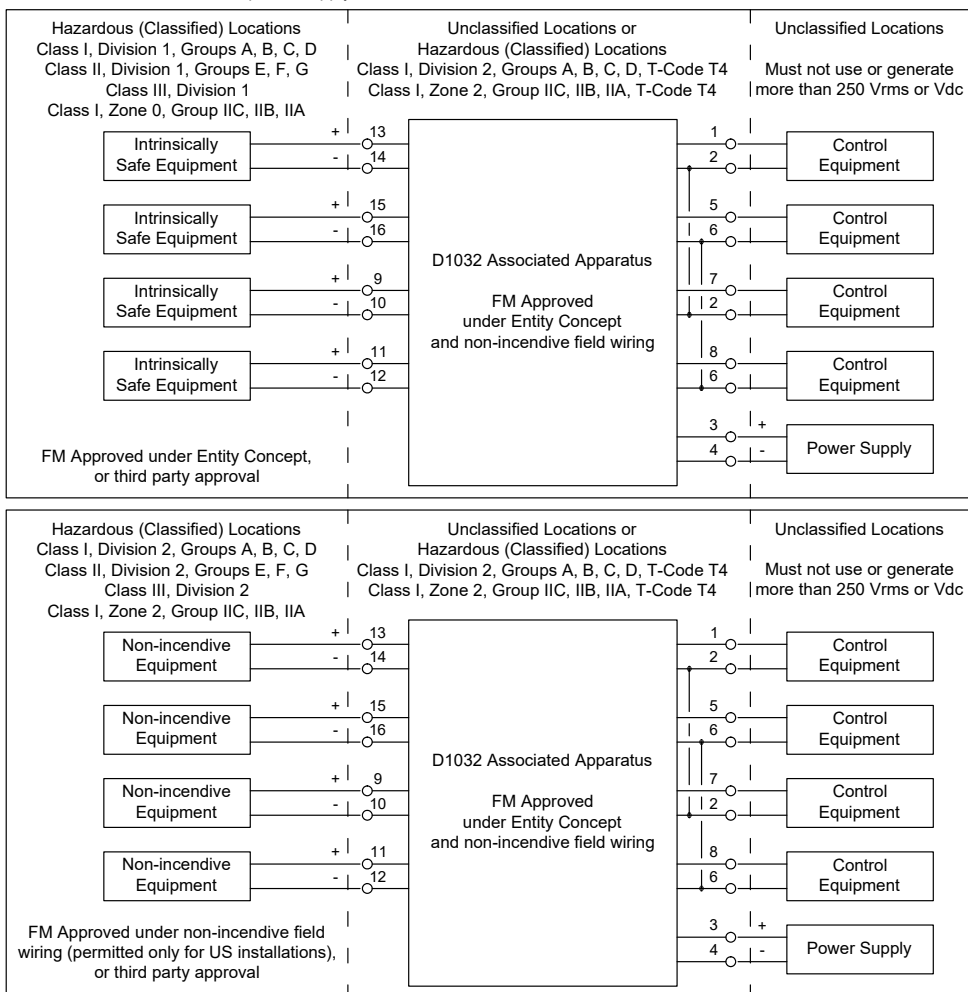 Hazardous (Classified) Locations
Class I, Division 1, Groups A, B, C, D
Class II, Division 1, Groups E, F, G
Class III, Division 1
Class I, Zone 0, Group IIC, IIB, IIA
Unclassified Locations or
Hazardous (Classified) Locations
Class I, Division 2, Groups A, B, C, D, T-Code T4
Class I, Zone 2, Group IIC, IIB, IIA, T-Code T4
Unclassified Locations
Must not use or generate
more than 250 Vrms or Vdc
Intrinsically
Safe Equipment
+ 13
- 14
Intrinsically
Safe Equipment
+ 15
- 16
Intrinsically
Safe Equipment
+ 9
- 10
Intrinsically
Safe Equipment
+ 11
- 12
D1032 Associated Apparatus
FM Approved
under Entity Concept
and non-incendive field wiring
1
2
Control
Equipment
5
6
Control
Equipment
7
2
Control
Equipment
8
6
Control
Equipment
3 +
4 -
Power Supply
FM Approved under Entity Concept,
or third party approval
Hazardous (Classified) Locations
Class I, Division 2, Groups A, B, C, D
Class II, Division 2, Groups E, F, G
Class III, Division 2
Class I, Zone 2, Group IIC, IIB, IIA
Unclassified Locations or
Hazardous (Classified) Locations
Class I, Division 2, Groups A, B, C, D, T-Code T4
Class I, Zone 2, Group IIC, IIB, IIA, T-Code T4
Unclassified Locations
Must not use or generate
more than 250 Vrms or Vdc
Non-incendive
Equipment
+ 13
- 14
Non-incendive
Equipment
+ 15
- 16
Non-incendive
Equipment
+ 9
- 10
Non-incendive
Equipment
+ 11
- 12
D1032 Associated Apparatus
FM Approved
under Entity Concept
and non-incendive field wiring
1
2
Control
Equipment
5
6
Control
Equipment
7
2
Control
Equipment
8
6
Control
Equipment
3 +
4 -
Power Supply
FM Approved under non-incendive field
wiring (permitted only for US installations),
or third party approval